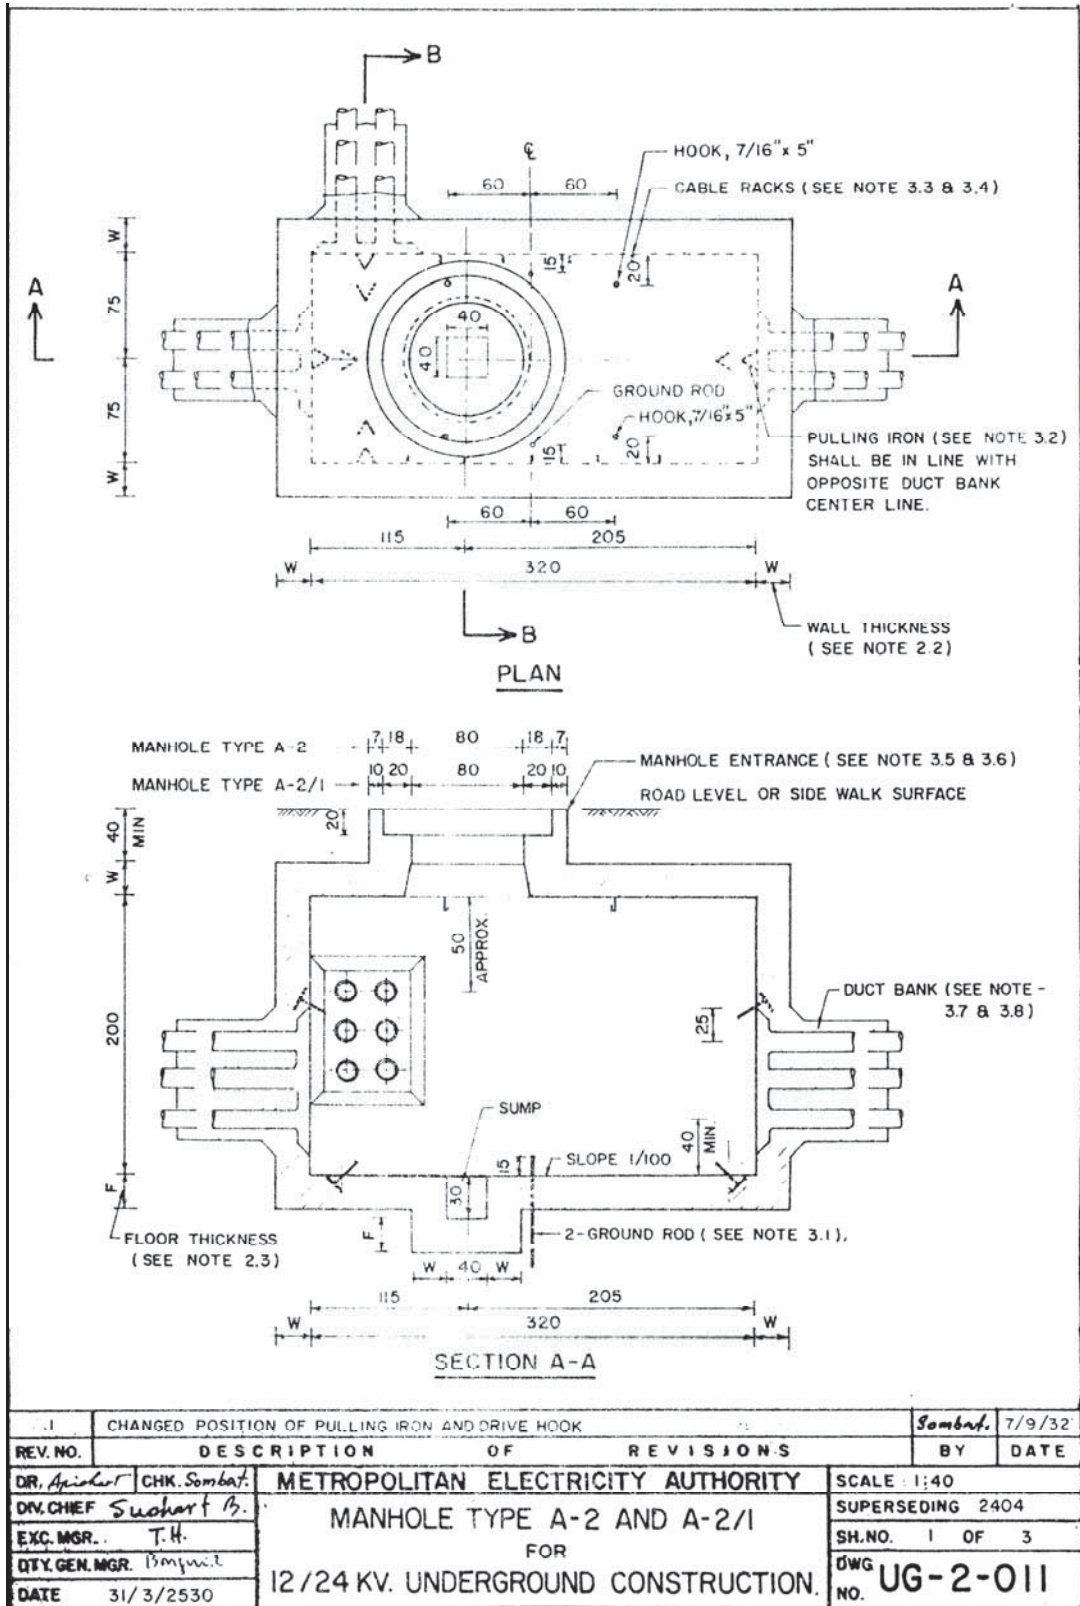 B
HOOK, 7/16"x 5"
CABLE RACKS (SEE NOTE 3.3 & 3.4)
60 60
W
15
20
A
A
75
40
40
GROUND ROD
HOOK, 7/16"x 5"
75
PULLING IRON (SEE NOTE 3.2)
SHALL BE IN LINE WITH
OPPOSITE DUCT BANK
CENTER LINE.
15
20
W
60 60
115 205
W 320 W
WALL THICKNESS
( SEE NOTE 2.2)
B
PLAN
MANHOLE TYPE A-2 7 18 80 18 7
MANHOLE TYPE A-2/1 10 20 80 20 10
MANHOLE ENTRANCE ( SEE NOTE 3.5 & 3.6)
ROAD LEVEL OR SIDE WALK SURFACE
40 MIN
20
W
50 APPROX.
200
25
DUCT BANK (SEE NOTE -
3.7 & 3.8)
SUMP
40 MIN.
15
SLOPE 1/100
F
30
F
FLOOR THICKNESS
(SEE NOTE 2.3)
2-GROUND ROD ( SEE NOTE 3.1 ),
W 40 W
115 205
W 320 W
SECTION A-A
1 CHANGED POSITION OF PULLING IRON AND DRIVE HOOK Sombat. 7/9/32
REV. NO. DESCRIPTION OF REVISIONS BY DATE
DR. CHK. Sombat.
DIV. CHIEF B.
EXC. MGR. T.H.
DTY. GEN. MGR.
DATE 31/3/2530
METROPOLITAN ELECTRICITY AUTHORITY
MANHOLE TYPE A-2 AND A-2/1
FOR
12/24 KV. UNDERGROUND CONSTRUCTION.
SCALE 1:40
SUPERSEDING 2404
SH.NO. 1 OF 3
DWG NO. UG-2-011